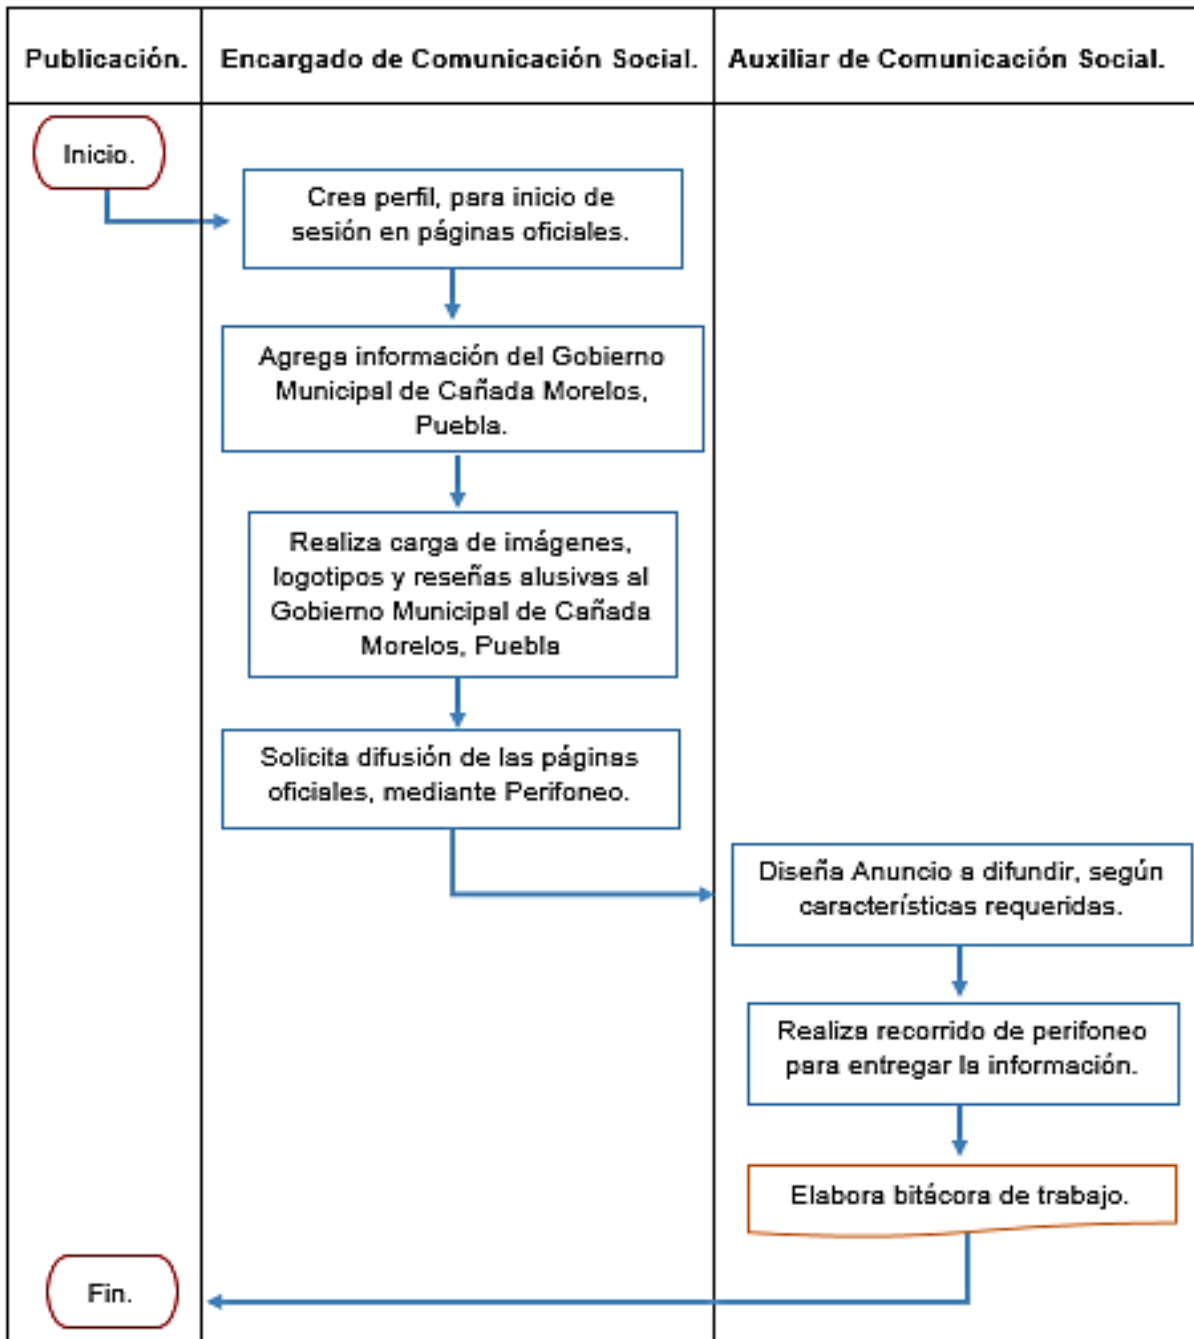 Publicación.
Encargado de Comunicación Social.
Auxiliar de Comunicación Social.
Inicio.
Crea perfil, para inicio de
sesión en páginas oficiales.
Agrega información del Gobierno
Municipal de Cañada Morelos,
Puebla.
Realiza carga de imágenes,
logotipos y reseñas alusivas al
Gobierno Municipal de Cañada
Morelos, Puebla
Solicita difusión de las páginas
oficiales, mediante Perifoneo.
Diseña Anuncio a difundir, según
características requeridas.
Realiza recorrido de perifoneo
para entregar la información.
Elabora bitácora de trabajo.
Fin.